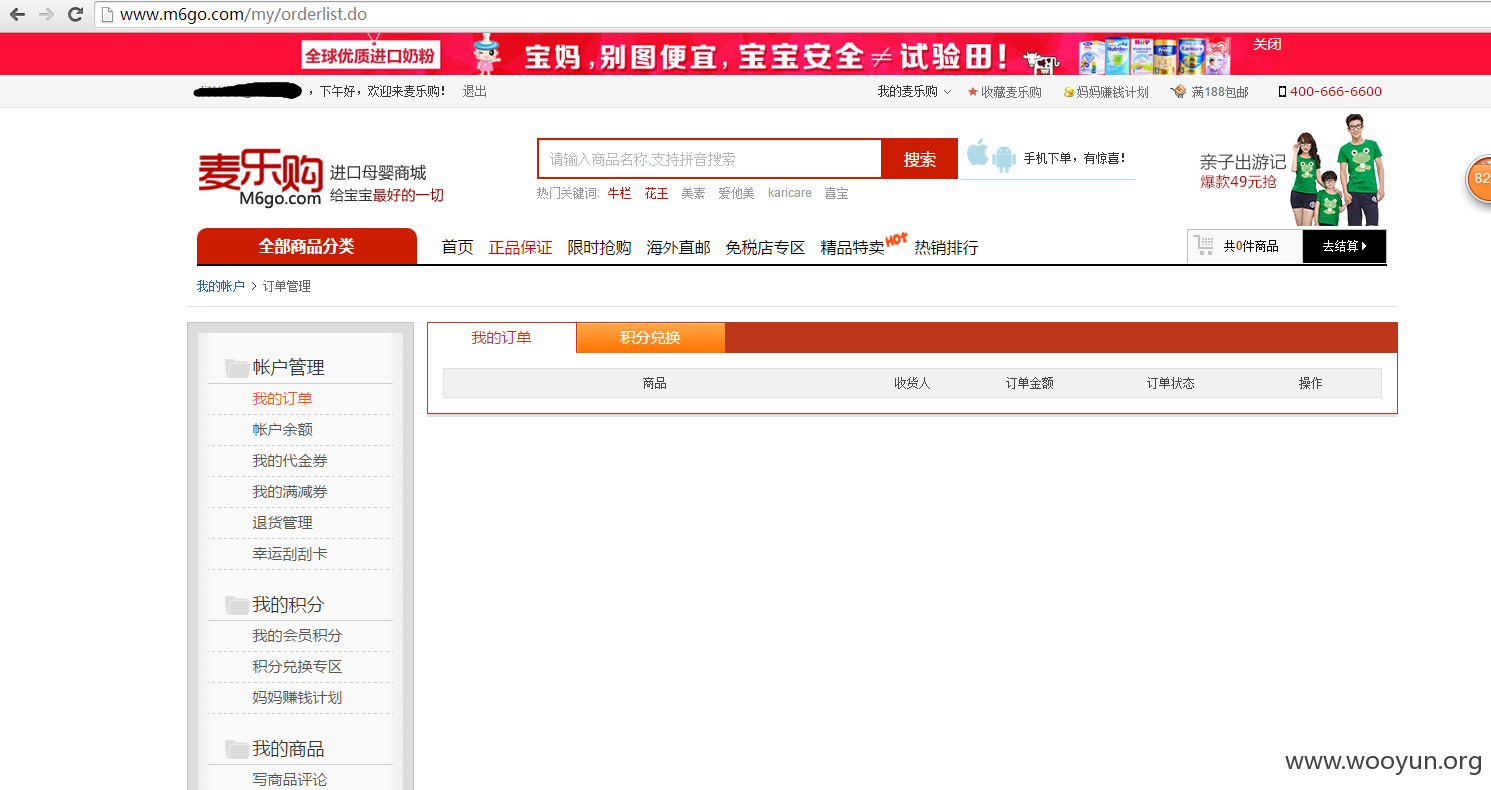 www.m6go.com/my/orderlist.do
全球优质进口奶粉 宝妈,别图便宜,宝宝安全≠试验田! 关闭
，下午好，欢迎来麦乐购! 退出 我的麦乐购 收藏麦乐购 妈妈赚钱计划 满188包邮 400-666-6600
麦乐购 M6go.com
进口母婴商城
给宝宝最好的一切
请输入商品名称,支持拼音搜索 搜索 手机下单，有惊喜!
热门关键词: 牛栏 花王 美素 爱他美 karicare 喜宝
亲子出游记
爆款49元抢
82
全部商品分类 首页 正品保证 限时抢购 海外直邮 免税店专区 精品特卖 HOT 热销排行 共0件商品 去结算
我的帐户 > 订单管理
帐户管理
我的订单
帐户余额
我的代金券
我的满减券
退货管理
幸运刮刮卡
我的积分
我的会员积分
积分兑换专区
妈妈赚钱计划
我的商品
写商品评论
我的订单 积分兑换
商品 收货人 订单金额 订单状态 操作
www.wooyun.org